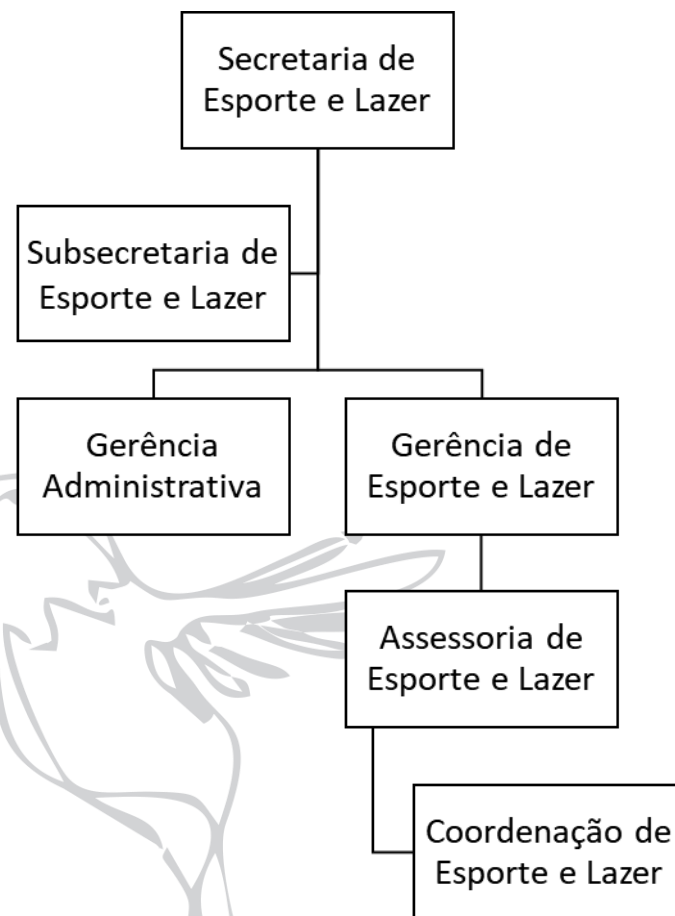 Secretaria de
Esporte e Lazer
Subsecretaria de
Esporte e Lazer
Gerência
Administrativa
Gerência de
Esporte e Lazer
Assessoria de
Esporte e Lazer
Coordenação de
Esporte e Lazer